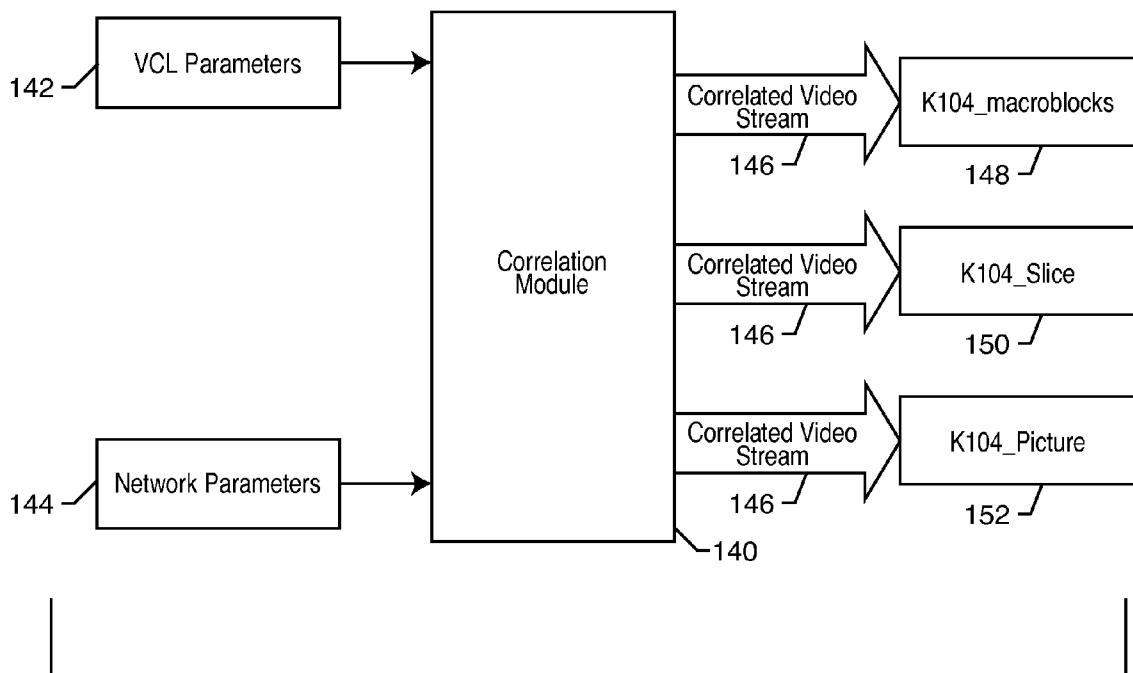 VCL Parameters
142
Correlation
Module
140
Network Parameters
144
Correlated Video
Stream
146
K104_macroblocks
148
Correlated Video
Stream
146
K104_Slice
150
Correlated Video
Stream
146
K104_Picture
152